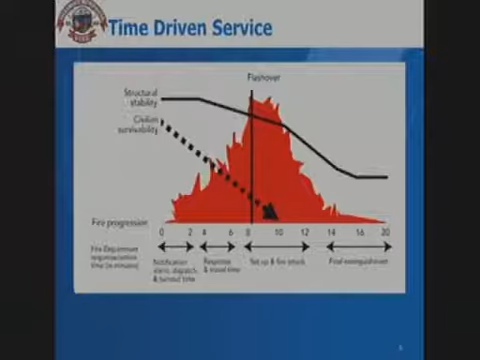 Time Driven Service
Flashover
Structural
stability
Civilian
survivability
Fire progression
0 2 4 6 8 10 12 14 16 18 20
Fire Department
time (in minutes)
Notification
alarm, dispatch,
& turnout time
Response
& travel time
Set up & fire attack
Final extinguishment